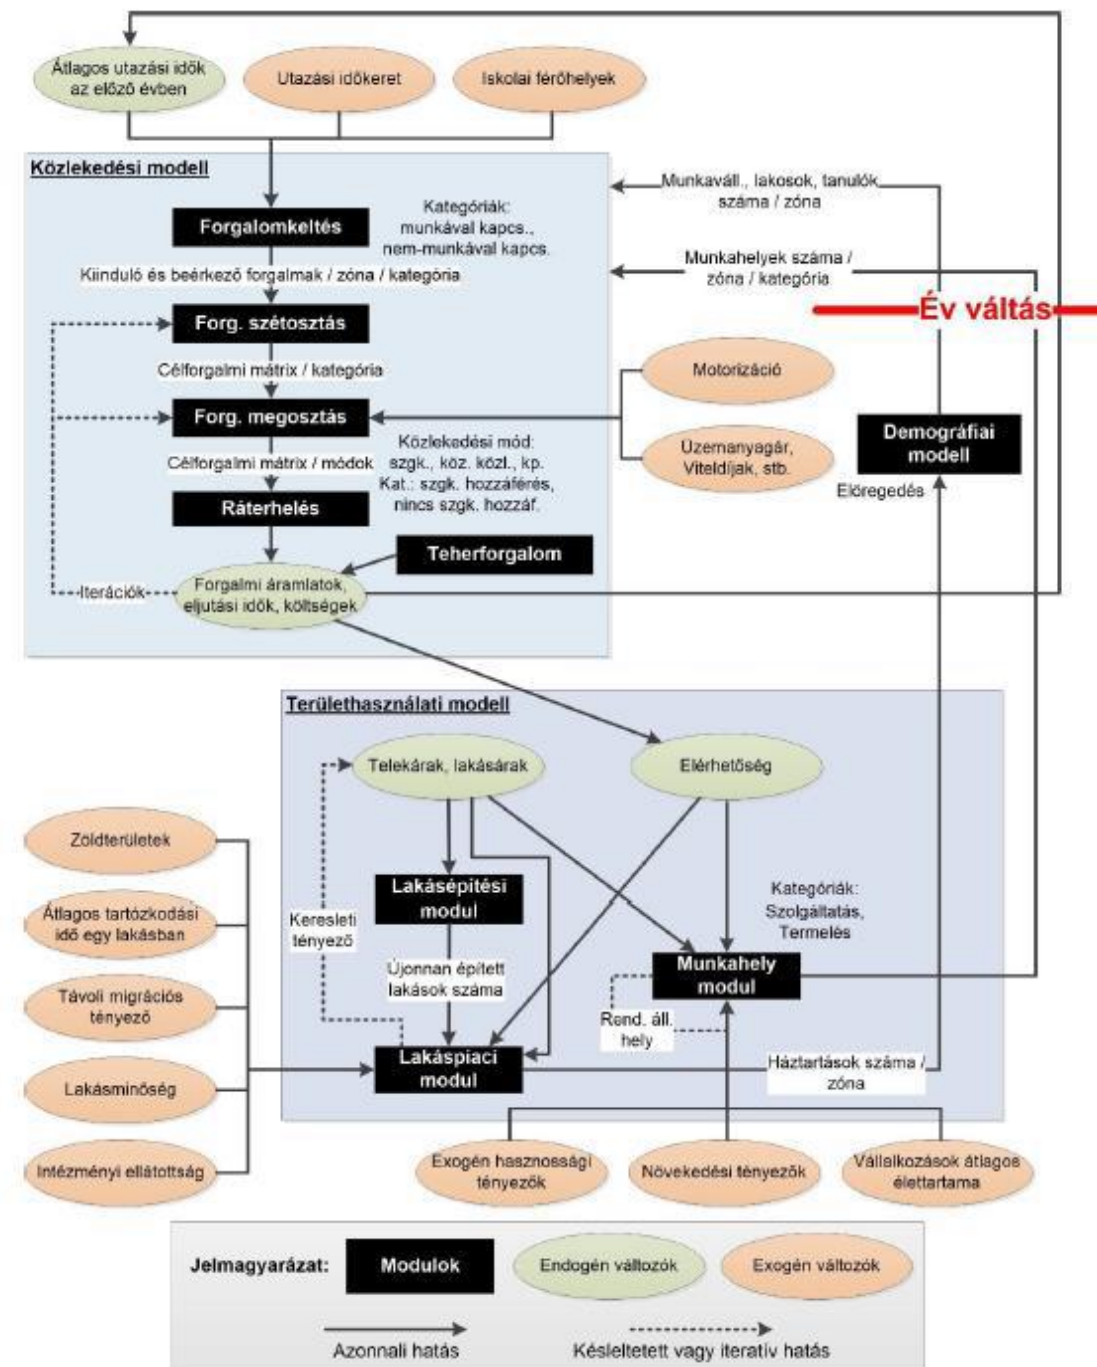 Átlagos utazási idők
az előző évben
Utazási időkeret
Iskolai férőhelyek
Közlekedési modell
Forgalomkeltés
Kategóriák:
munkával kapcs.,
nem-munkával kapcs.
Munkaváll., lakosok, tanulók
száma / zóna
Kiinduló és beérkező forgalmak / zóna / kategória
Munkahelyek száma /
zóna / kategória
Év váltás
Forg. szétosztás
Célforgalmi mátrix / kategória
Motorizáció
Forg. megosztás
Célforgalmi mátrix / módok
Közlekedési mód:
szgk., köz. közl., kp.
Kat.: szgk. hozzáférés,
nincs szgk. hozzáf.
Üzemanyagár,
Viteldíjak, stb.
Demográfiai
modell
Elöregedés
Ráterhelés
Teherforgalom
Iterációk
Forgalmi áramlatok,
eljutási idők, költségek
Területhasználati modell
Telekárak, lakásárak
Elérhetőség
Zöldterületek
Átlagos tartózkodási
idő egy lakásban
Távoli migrációs
tényező
Lakásminőség
Intézményi ellátottság
Keresleti
tényező
Lakásépítési
modul
Újonnan épített
lakások száma
Lakáspiaci
modul
Kategóriák:
Szolgáltatás,
Termelés
Munkahely
modul
Rend. áll.
hely
Háztartások száma /
zóna
Exogén hasznossági
tényezők
Növekedési tényezők
Vállalkozások átlagos
élettartama
Jelmagyarázat:
Modulok
Endogén változók
Exogén változók
Azonnali hatás
Késleltetett vagy iteratív hatás